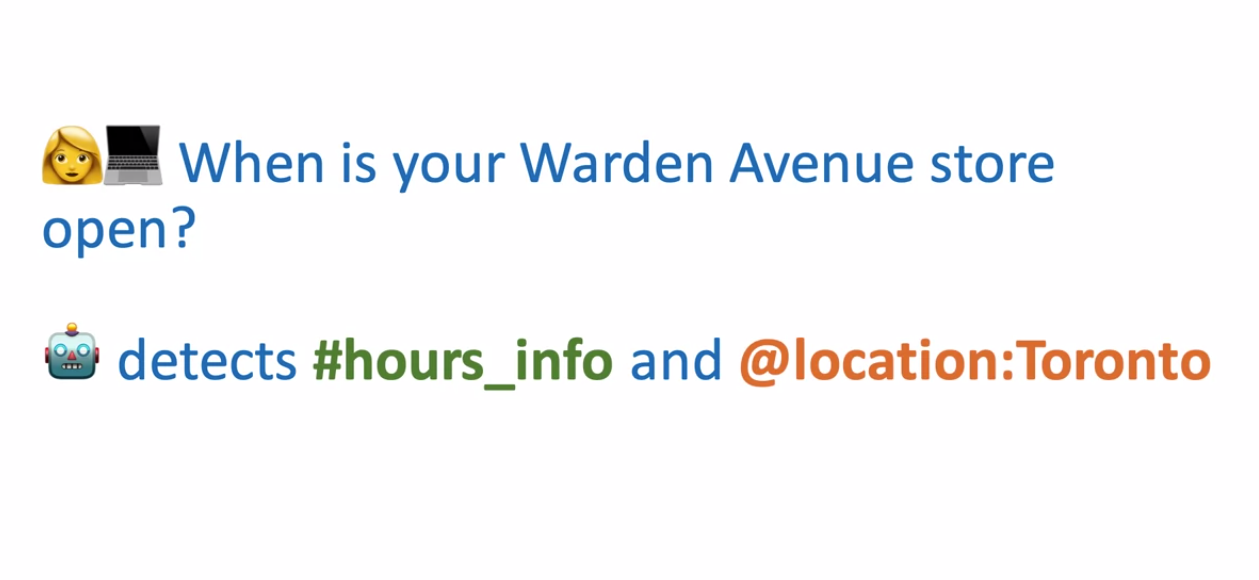 👩💻 When is your Warden Avenue store
open?
🤖 detects #hours_info and @location:Toronto